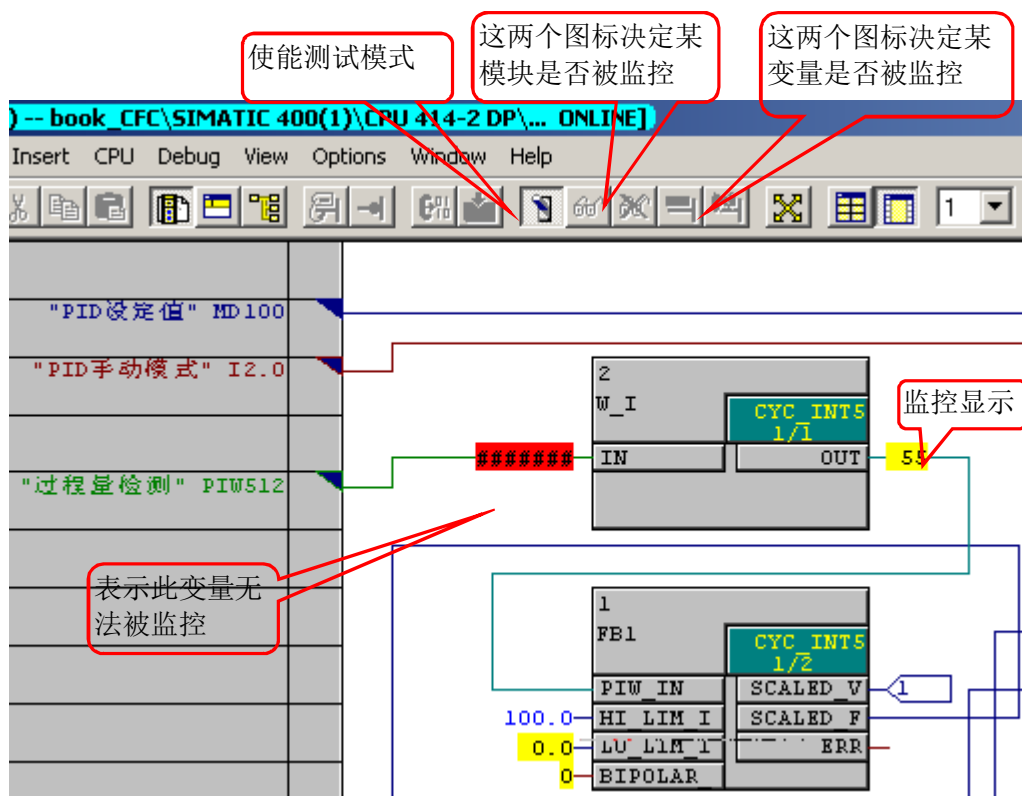 使能测试模式
这两个图标决定某
模块是否被监控
这两个图标决定某
变量是否被监控
) -- book_CFC\SIMATIC 400(1)\CPU 414-2 DP\... ONLINE]
Insert CPU Debug View Options Window Help
1
"PID设定值" MD100
"PID手动模式" I2.0
2
W_I
CYC_INT5
1/1
监控显示
####### IN OUT 55
"过程量检测" PIW512
表示此变量无
法被监控
1
FB1
CYC_INT5
1/2
PIW_IN SCALED_V 1
100.0 HI_LIM_I SCALED_F
0.0 LO_LIM_I ERR
0 BIPOLAR_